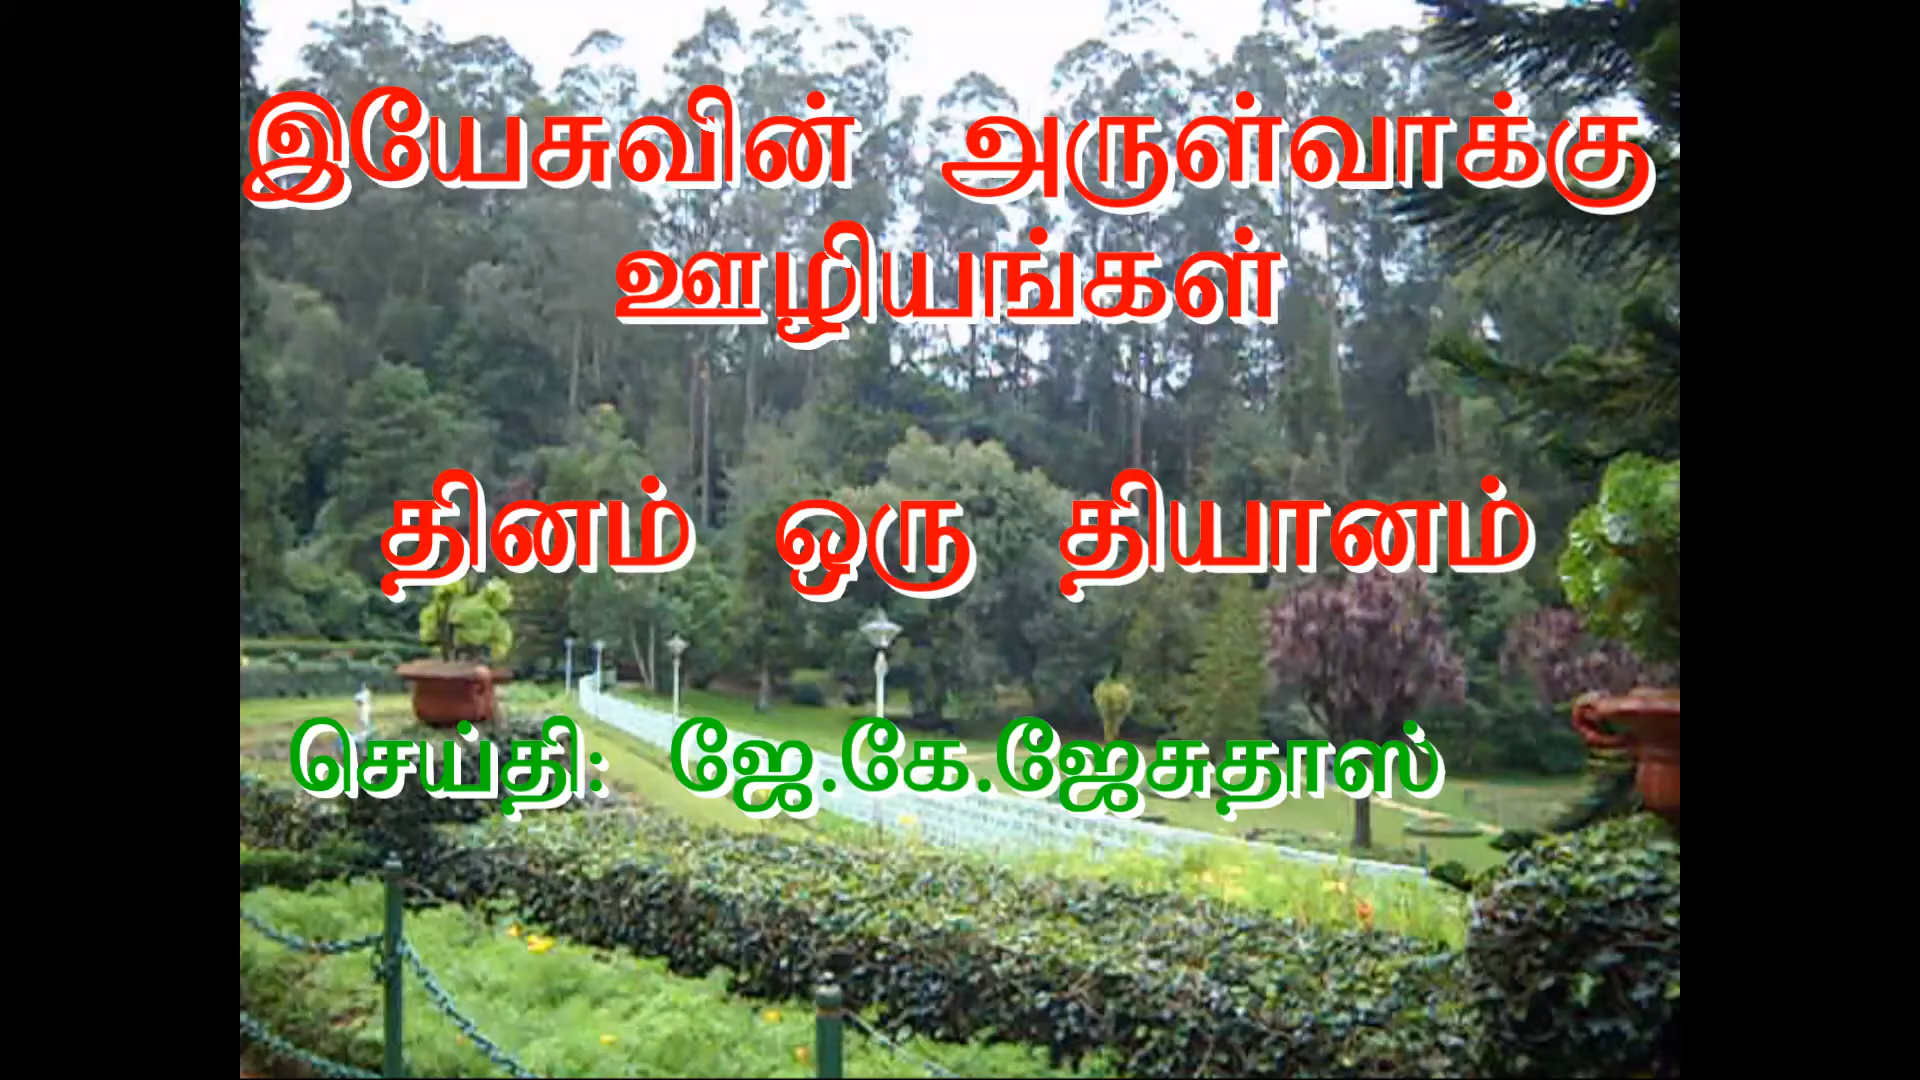 இயேசுவின் அருள்வாக்கு
ஊழியங்கள்
தினம் ஒரு தியானம்
செய்தி: ஜே.கே.ஜேசுதாஸ்